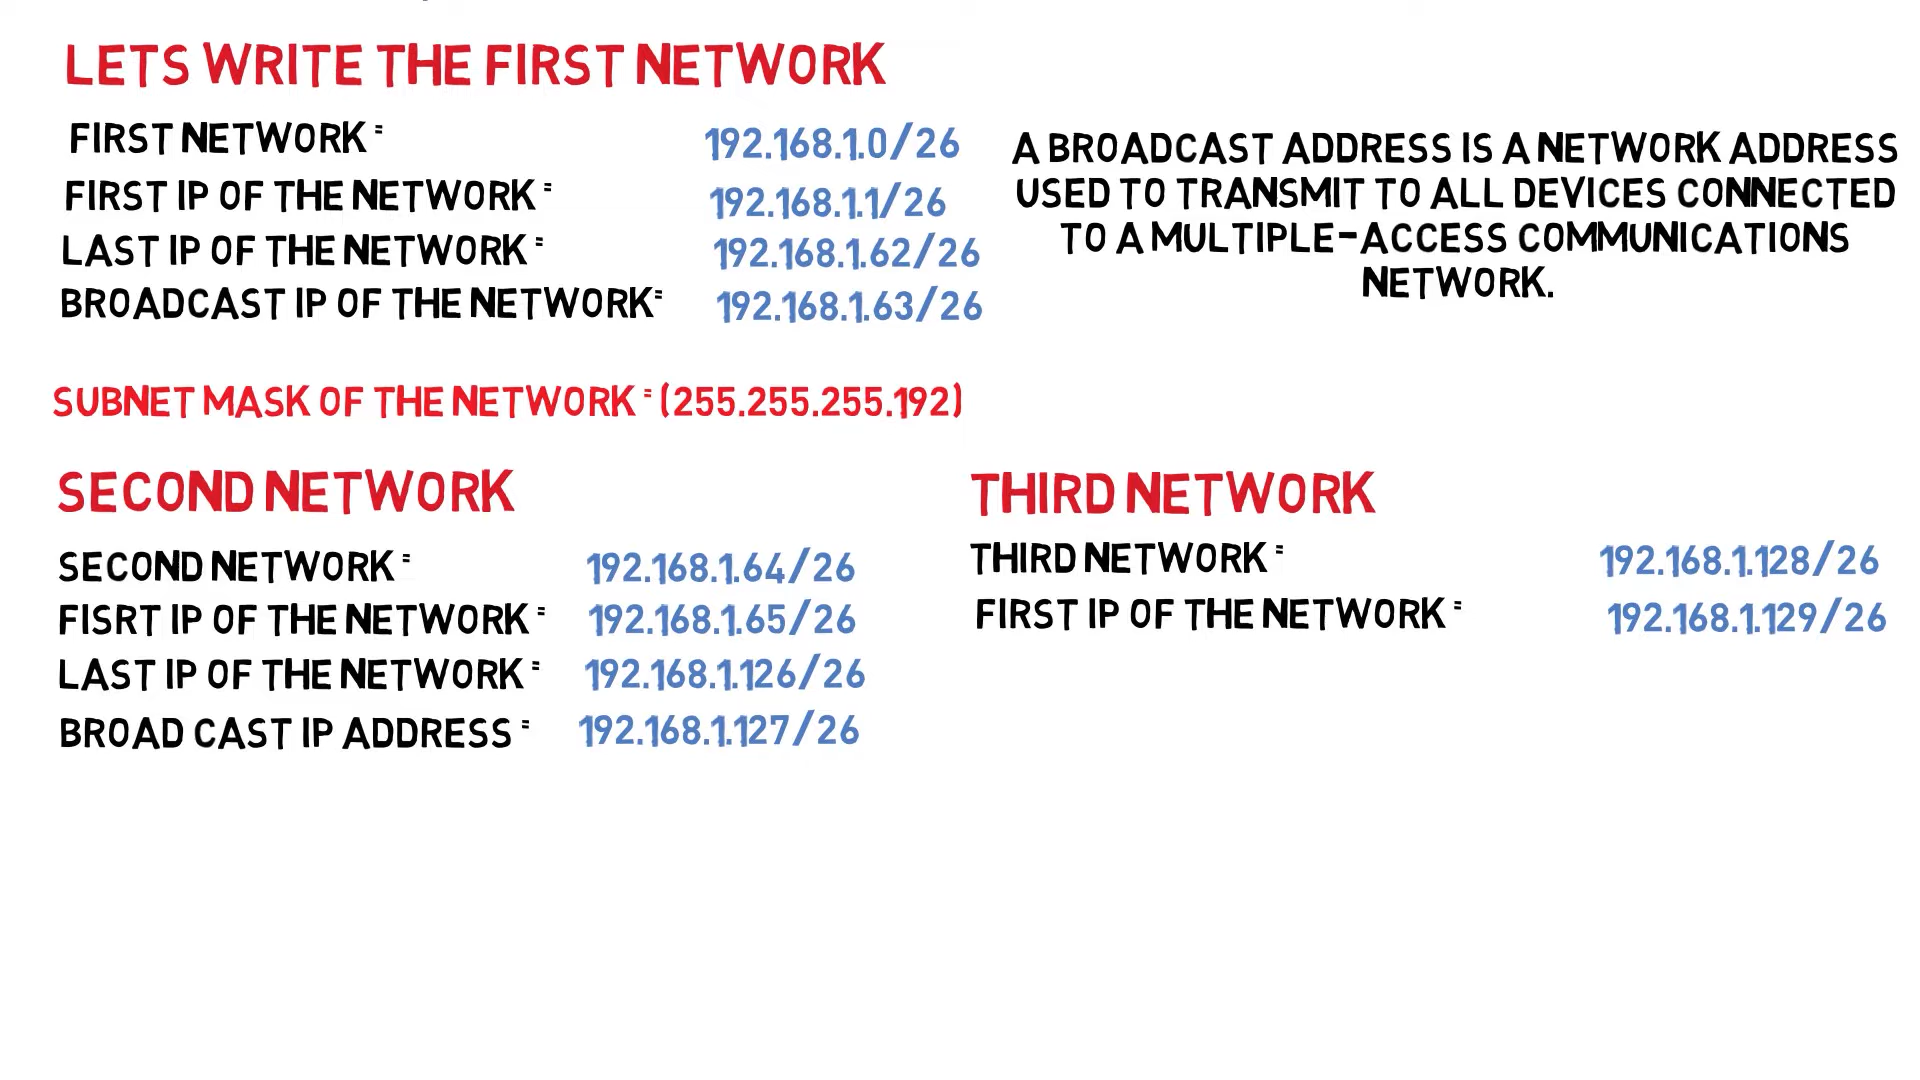 LETS WRITE THE FIRST NETWORK
FIRST NETWORK = 192.168.1.0/26
FIRST IP OF THE NETWORK = 192.168.1.1/26
LAST IP OF THE NETWORK = 192.168.1.62/26
BROADCAST IP OF THE NETWORK= 192.168.1.63/26
A BROADCAST ADDRESS IS A NETWORK ADDRESS
USED TO TRANSMIT TO ALL DEVICES CONNECTED
TO A MULTIPLE-ACCESS COMMUNICATIONS
NETWORK.
SUBNET MASK OF THE NETWORK = (255.255.255.192)
SECOND NETWORK
SECOND NETWORK = 192.168.1.64/26
FISRT IP OF THE NETWORK = 192.168.1.65/26
LAST IP OF THE NETWORK = 192.168.1.126/26
BROAD CAST IP ADDRESS = 192.168.1.127/26
THIRD NETWORK
THIRD NETWORK = 192.168.1.128/26
FIRST IP OF THE NETWORK = 192.168.1.129/26